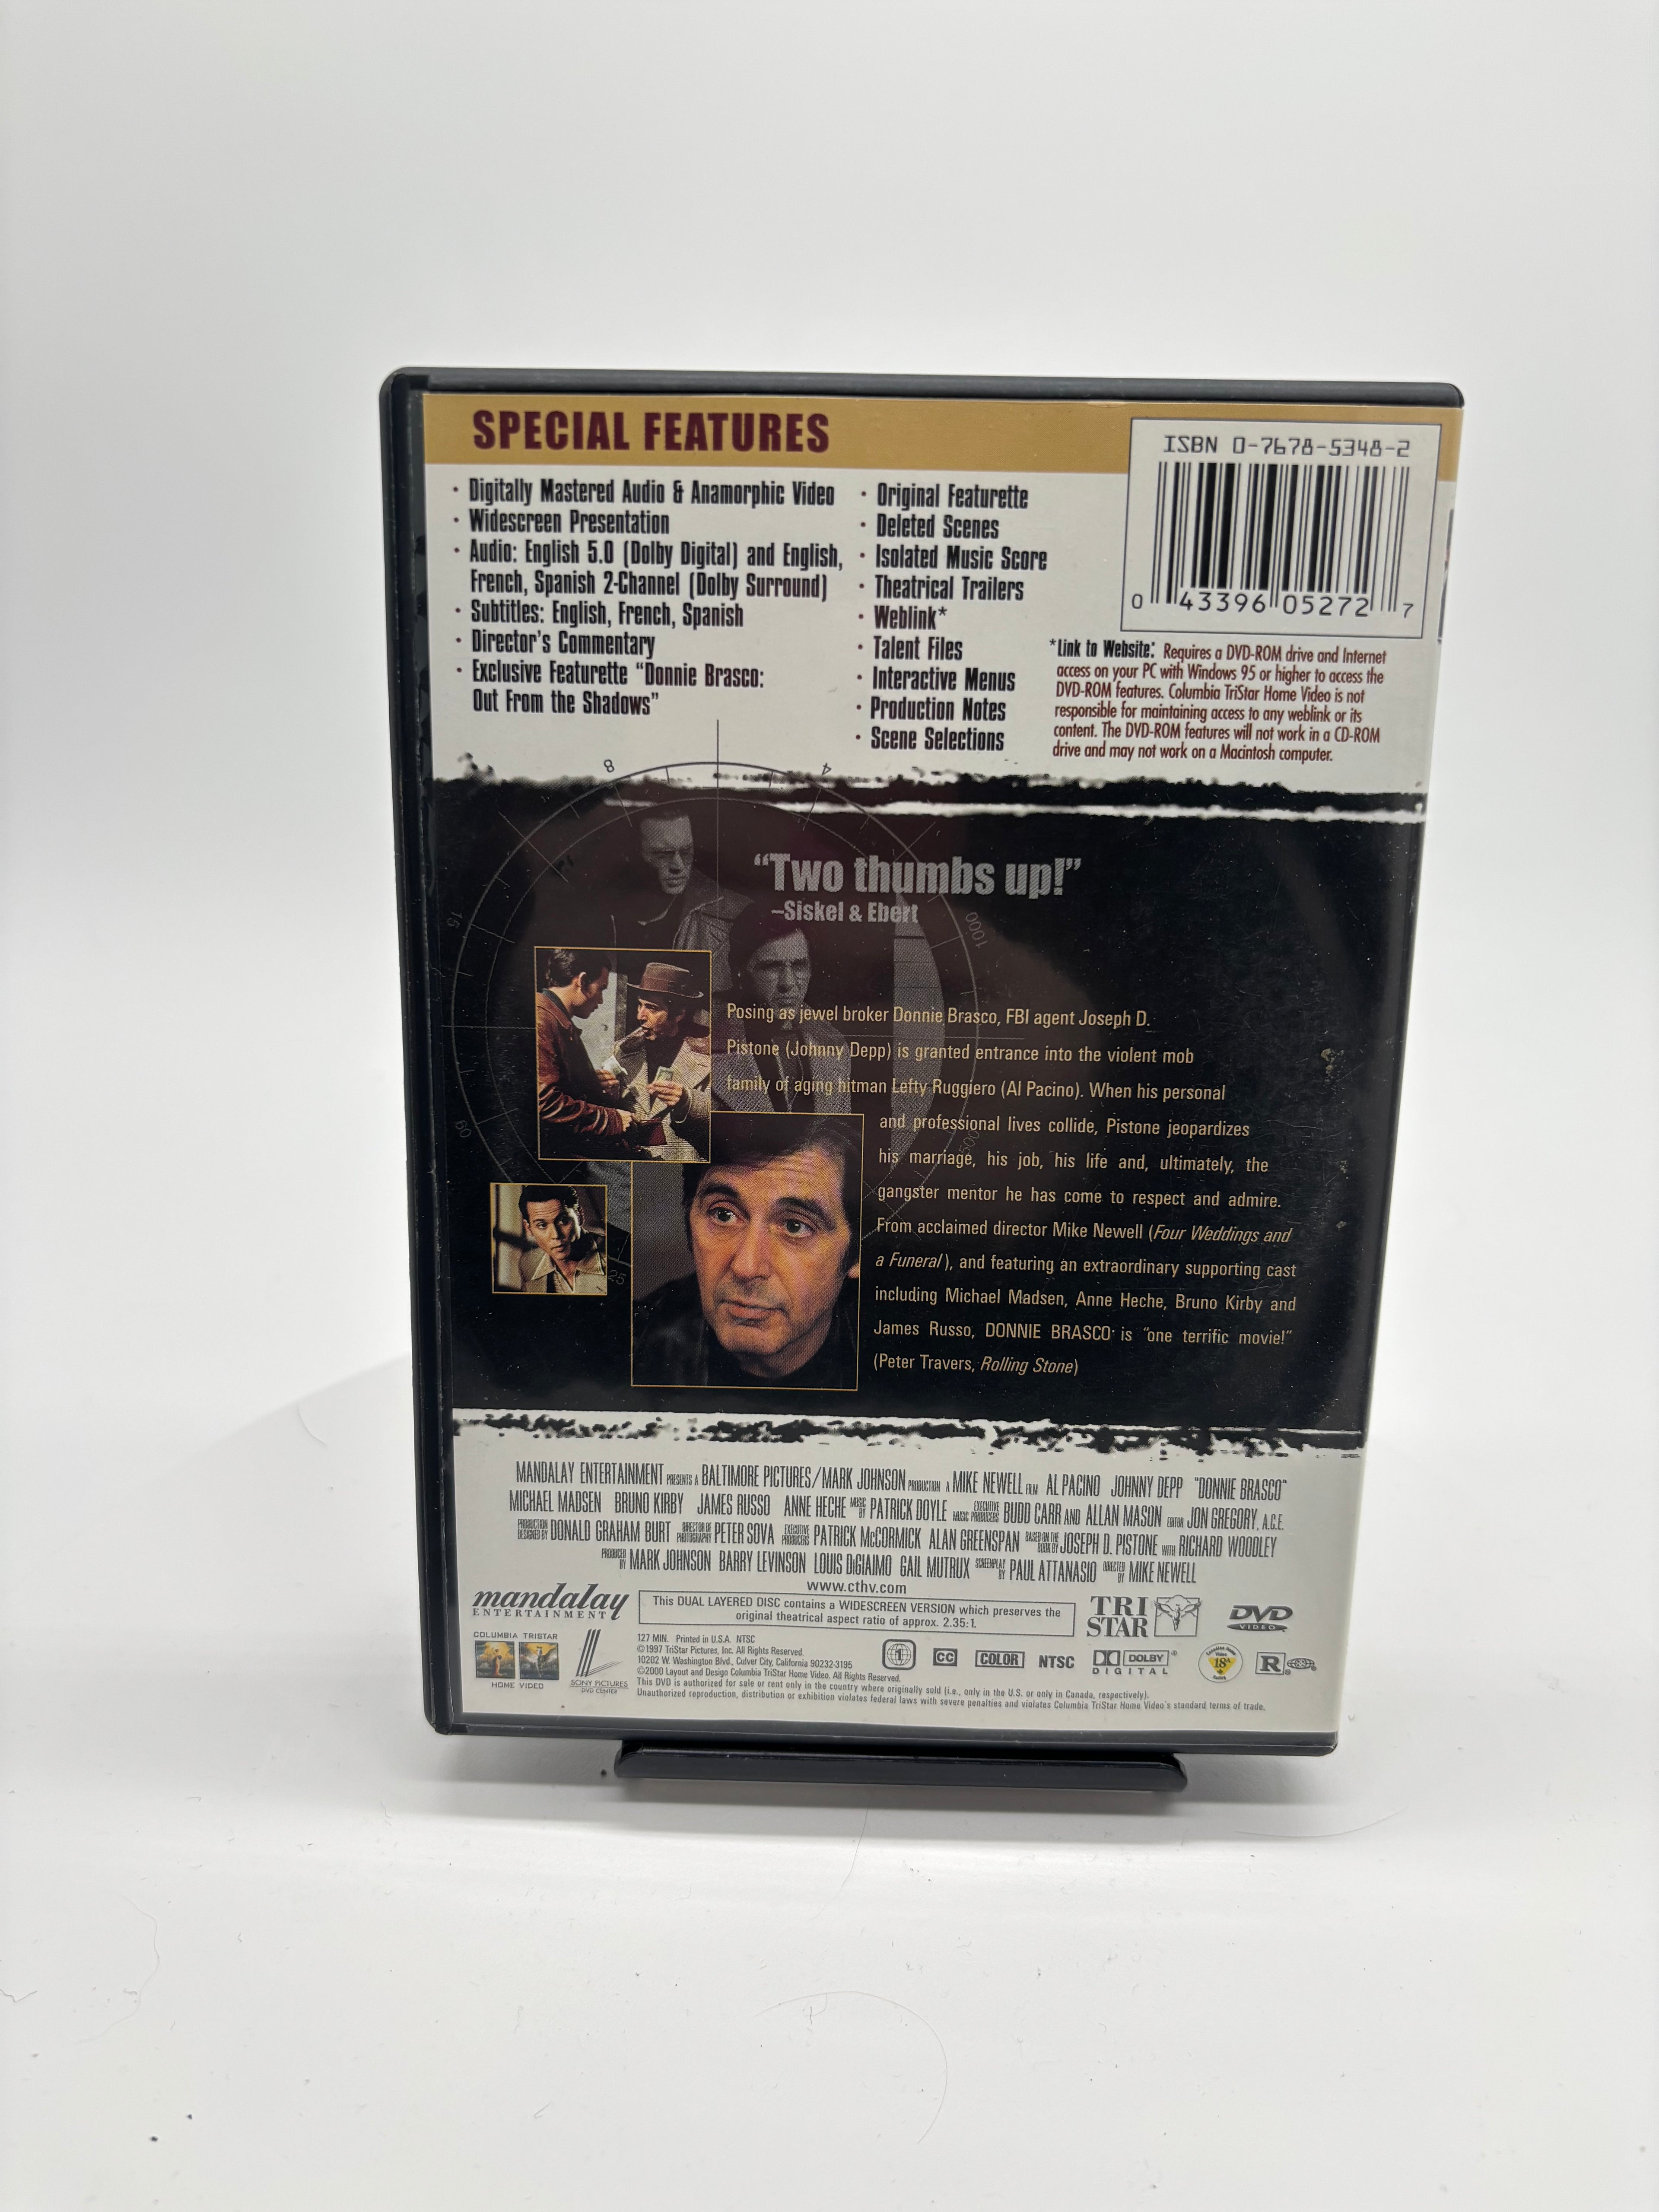 SPECIAL FEATURES
· Digitally Mastered Audio & Anamorphic Video
· Widescreen Presentation
· Audio: English 5.0 (Dolby Digital) and English,
French, Spanish 2-Channel (Dolby Surround)
· Subtitles: English, French, Spanish
· Director's Commentary
· Exclusive Featurette "Donnie Brasco:
Out From the Shadows"
· Original Featurette
· Deleted Scenes
· Isolated Music Score
· Theatrical Trailers
· Weblink*
· Talent Files
· Interactive Menus
· Production Notes
· Scene Selections
ISBN 0-7678-5348-2
0 43396 05272 7
*Link to Website: Requires a DVD-ROM drive and Internet
access on your PC with Windows 95 or higher to access the
DVD-ROM features. Columbia TriStar Home Video is not
responsible for maintaining access to any weblink or its
content. The DVD-ROM features will not work in a CD-ROM
drive and may not work on a Macintosh computer.
8
4
15
1000
60
500
25
"Two thumbs up!"
–Siskel & Ebert
Posing as jewel broker Donnie Brasco, FBI agent Joseph D.
Pistone (Johnny Depp) is granted entrance into the violent mob
family of aging hitman Lefty Ruggiero (Al Pacino). When his personal
and professional lives collide, Pistone jeopardizes
his marriage, his job, his life and, ultimately, the
gangster mentor he has come to respect and admire.
From acclaimed director Mike Newell (Four Weddings and
a Funeral), and featuring an extraordinary supporting cast
including Michael Madsen, Anne Heche, Bruno Kirby and
James Russo, DONNIE BRASCO is "one terrific movie!"
(Peter Travers, Rolling Stone)
MANDALAY ENTERTAINMENT PRESENTS A BALTIMORE PICTURES/MARK JOHNSON PRODUCTION A MIKE NEWELL FILM AL PACINO JOHNNY DEPP "DONNIE BRASCO"
MICHAEL MADSEN BRUNO KIRBY JAMES RUSSO ANNE HECHE MUSIC BY PATRICK DOYLE EXECUTIVE MUSIC PRODUCERS BUDD CARR AND ALLAN MASON EDITOR JON GREGORY, A.C.E.
PRODUCTION DESIGNED BY DONALD GRAHAM BURT DIRECTOR OF PHOTOGRAPHY PETER SOVA EXECUTIVE PRODUCERS PATRICK McCORMICK ALAN GREENSPAN BASED ON THE BOOK BY JOSEPH D. PISTONE WITH RICHARD WOODLEY
PRODUCED BY MARK JOHNSON BARRY LEVINSON LOUIS DiGIAIMO GAIL MUTRUX SCREENPLAY BY PAUL ATTANASIO DIRECTED BY MIKE NEWELL
www.cthv.com
mandalay
ENTERTAINMENT
This DUAL LAYERED DISC contains a WIDESCREEN VERSION which preserves the
original theatrical aspect ratio of approx. 2.35:1.
TRI
STAR
DVD
VIDEO
COLUMBIA TRISTAR
HOME VIDEO
SONY PICTURES
DVD CENTER
127 MIN. Printed in U.S.A. NTSC
©1997 TriStar Pictures, Inc. All Rights Reserved.
10202 W. Washington Blvd., Culver City, California 90232-3195
©2000 Layout and Design Columbia TriStar Home Video. All Rights Reserved.
This DVD is authorized for sale or rent only in the country where originally sold (i.e., only in the U.S. or only in Canada, respectively).
Unauthorized reproduction, distribution or exhibition violates federal laws with severe penalties and violates Columbia TriStar Home Video's standard terms of trade.
1
CC
COLOR
NTSC
DOLBY
DIGITAL
18
R